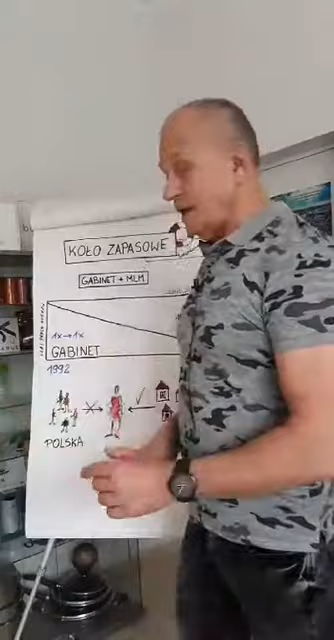 KOŁO ZAPASOWE
GABINET + MLM
1x → 1x
GABINET
1992
POLSKA